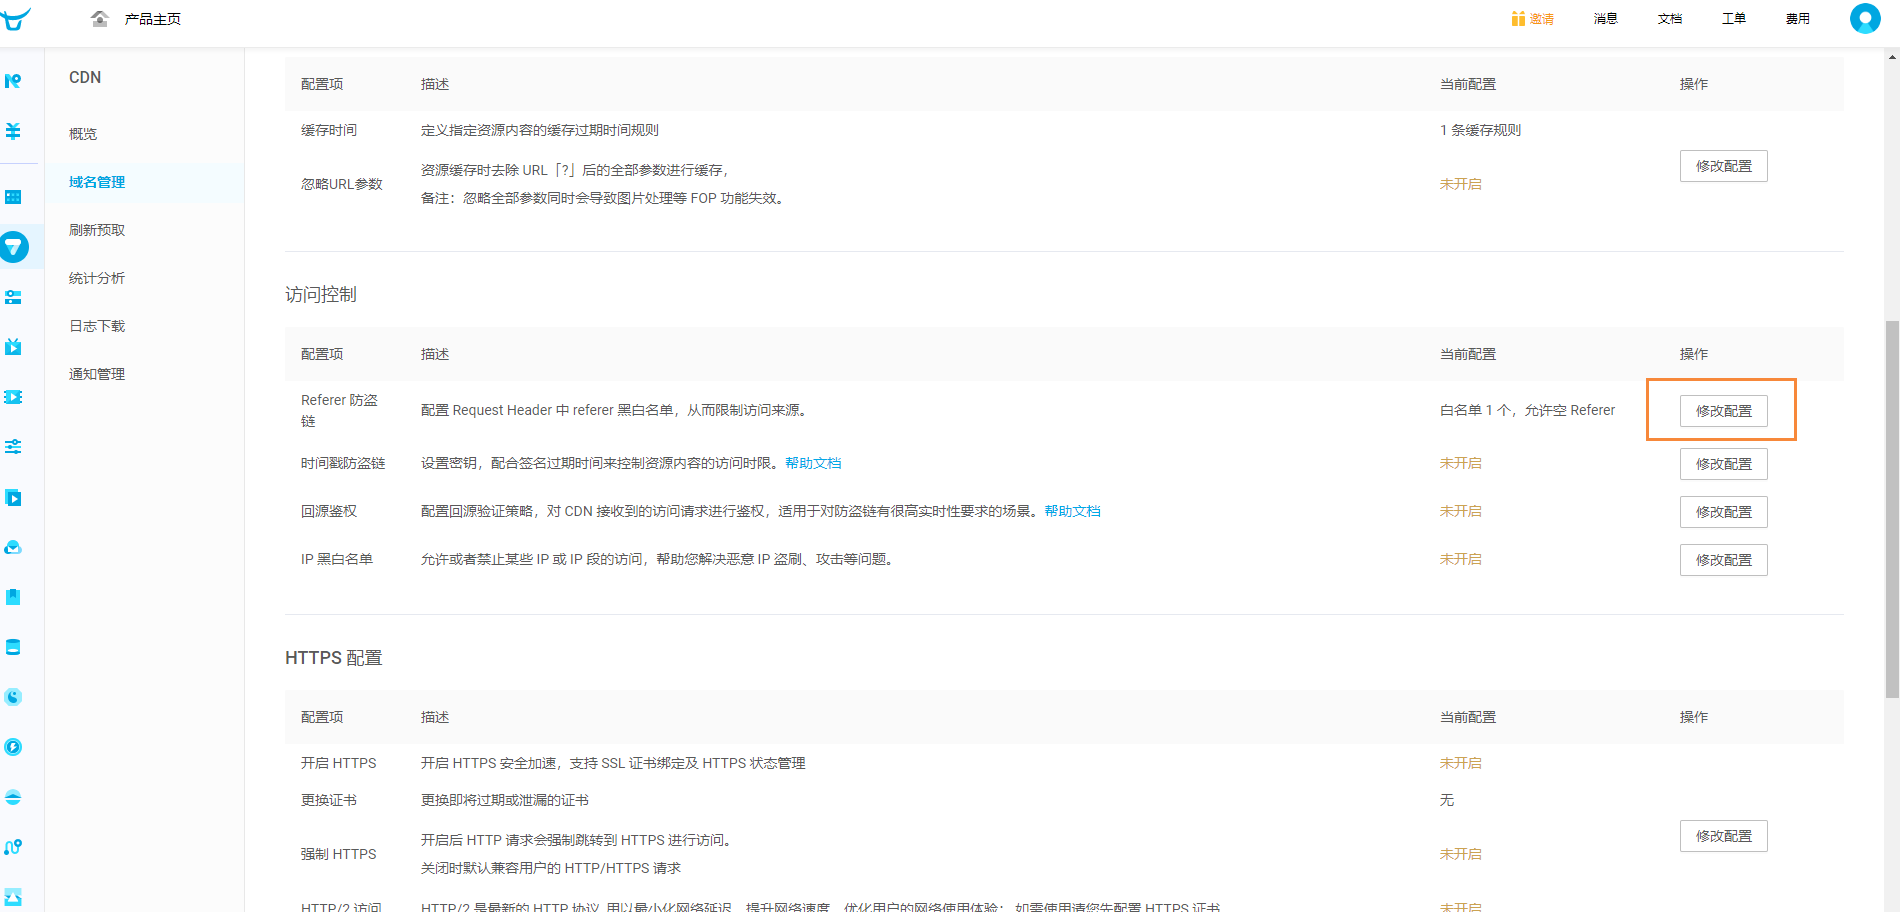 产品主页
邀请
消息
文档
工单
费用
CDN
概览
域名管理
刷新预取
统计分析
日志下载
通知管理
配置项 描述 当前配置 操作
缓存时间 定义指定资源内容的缓存过期时间规则 1 条缓存规则
忽略URL参数 资源缓存时去除 URL「?」后的全部参数进行缓存，
备注：忽略全部参数同时会导致图片处理等 FOP 功能失效。
未开启
修改配置
访问控制
配置项 描述 当前配置 操作
Referer 防盗
链
配置 Request Header 中 referer 黑白名单，从而限制访问来源。 白名单 1 个，允许空 Referer 修改配置
时间戳防盗链 设置密钥，配合签名过期时间来控制资源内容的访问时限。帮助文档 未开启 修改配置
回源鉴权 配置回源验证策略，对 CDN 接收到的访问请求进行鉴权，适用于对防盗链有很高实时性要求的场景。帮助文档 未开启 修改配置
IP 黑白名单 允许或者禁止某些 IP 或 IP 段的访问，帮助您解决恶意 IP 盗刷、攻击等问题。 未开启 修改配置
HTTPS 配置
配置项 描述 当前配置 操作
开启 HTTPS 开启 HTTPS 安全加速，支持 SSL 证书绑定及 HTTPS 状态管理 未开启
更换证书 更换即将过期或泄漏的证书 无
强制 HTTPS 开启后 HTTP 请求会强制跳转到 HTTPS 进行访问。
关闭时默认兼容用户的 HTTP/HTTPS 请求
未开启
修改配置
HTTP/2 访问 HTTP/2 是最新的 HTTP 协议，用以最小化网络延迟，提升网络速度，优化用户的网络使用体验；如需使用请您先配置 HTTPS 证书 未开启